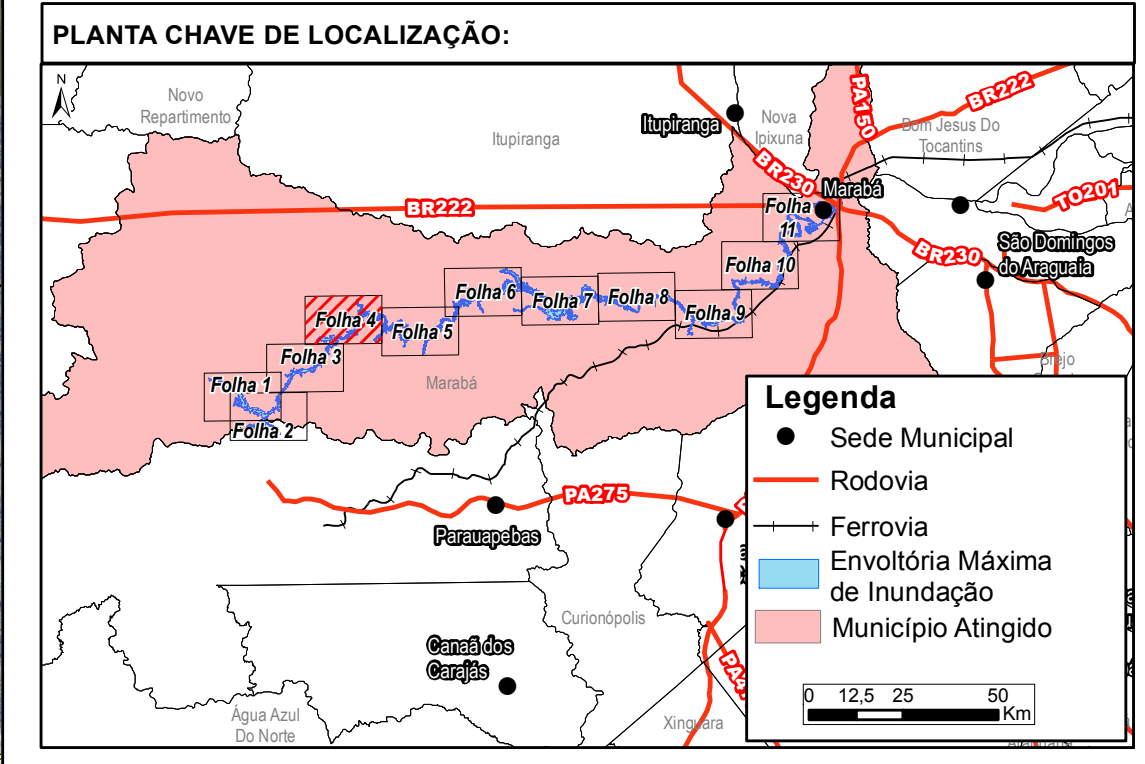 PLANTA CHAVE DE LOCALIZAÇÃO:
N
Novo
Repartimento
Itupiranga
Itupiranga
Nova
Ipixuna
PA150
BR222
Bom Jesus Do
Tocantins
BR230
Marabá
TO201
BR222
Folha
11
BR230
São Domingos
do Araguaia
Folha 10
Folha 6
Folha 7
Folha 8
Folha 9
Folha 4
Folha 5
Folha 3
Marabá
Folha 1
Folha 2
Brejo
PA275
Parauapebas
Curionópolis
Canaã dos
Carajás
Água Azul
Do Norte
Xinguara
Legenda
Sede Municipal
Rodovia
Ferrovia
Envoltória Máxima
de Inundação
Município Atingido
0 12,5 25 50
Km